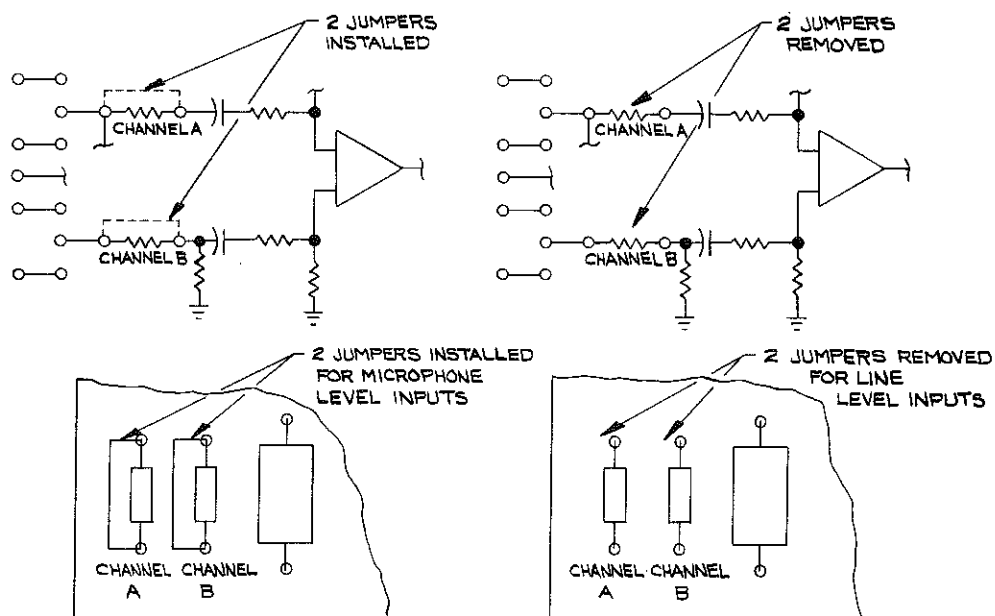 2 JUMPERS
INSTALLED
CHANNEL A
CHANNEL B
2 JUMPERS
REMOVED
CHANNEL A
CHANNEL B
2 JUMPERS INSTALLED
FOR MICROPHONE
LEVEL INPUTS
CHANNEL
A
CHANNEL
B
2 JUMPERS REMOVED
FOR LINE
LEVEL INPUTS
CHANNEL
A
CHANNEL
B